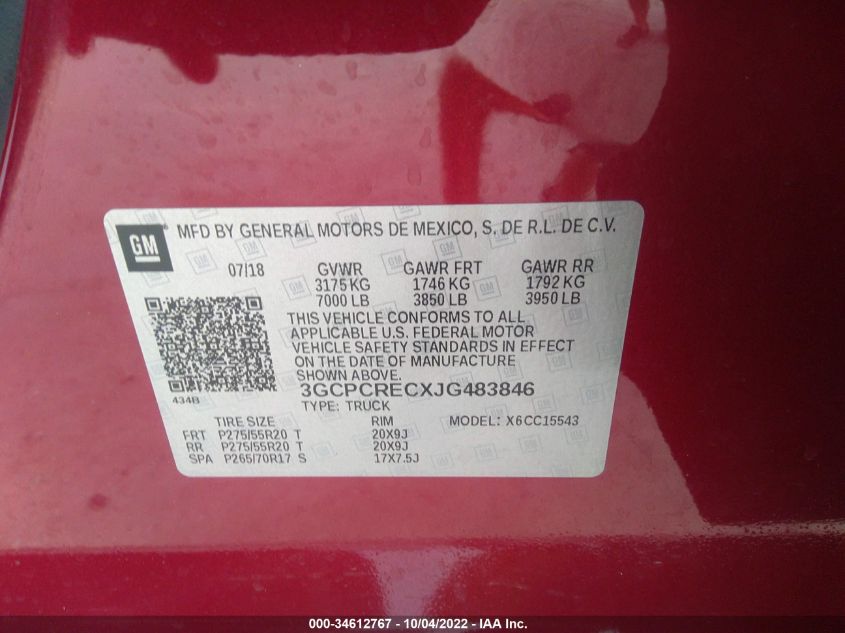 GM
MFD BY GENERAL MOTORS DE MEXICO, S. DE R.L. DE C.V.
07/18 GVWR GAWR FRT GAWR RR
3175 KG 1746 KG 1792 KG
7000 LB 3850 LB 3950 LB
THIS VEHICLE CONFORMS TO ALL
APPLICABLE U.S. FEDERAL MOTOR
VEHICLE SAFETY STANDARDS IN EFFECT
ON THE DATE OF MANUFACTURE
SHOWN ABOVE.
434B
3GCPCRECXJG483846
TYPE: TRUCK
TIRE SIZE RIM MODEL: X6CC15543
FRT P275/55R20 T 20X9J
RR P275/55R20 T 20X9J
SPA P265/70R17 S 17X7.5J
000-34612767 - 10/04/2022 - IAA Inc.